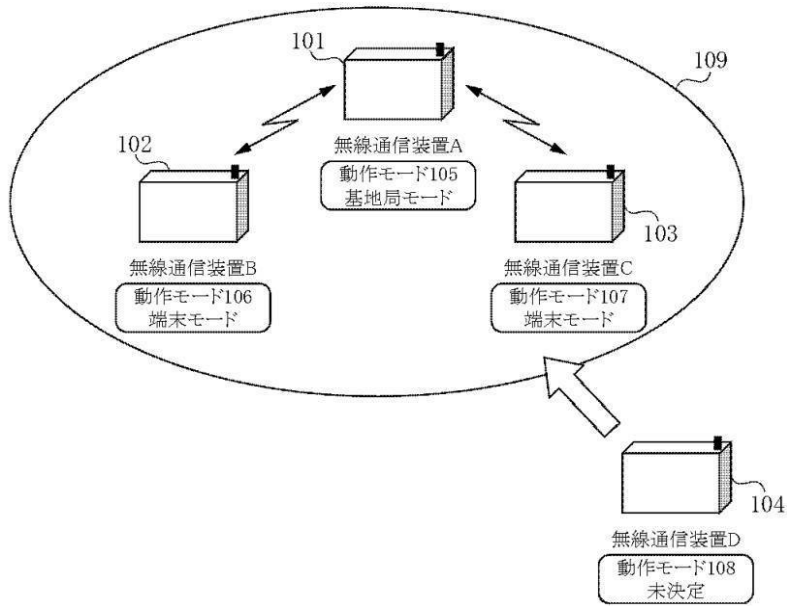 101
109
無線通信装置A
動作モード105
基地局モード
102
無線通信装置B
動作モード106
端末モード
103
無線通信装置C
動作モード107
端末モード
104
無線通信装置D
動作モード108
未決定